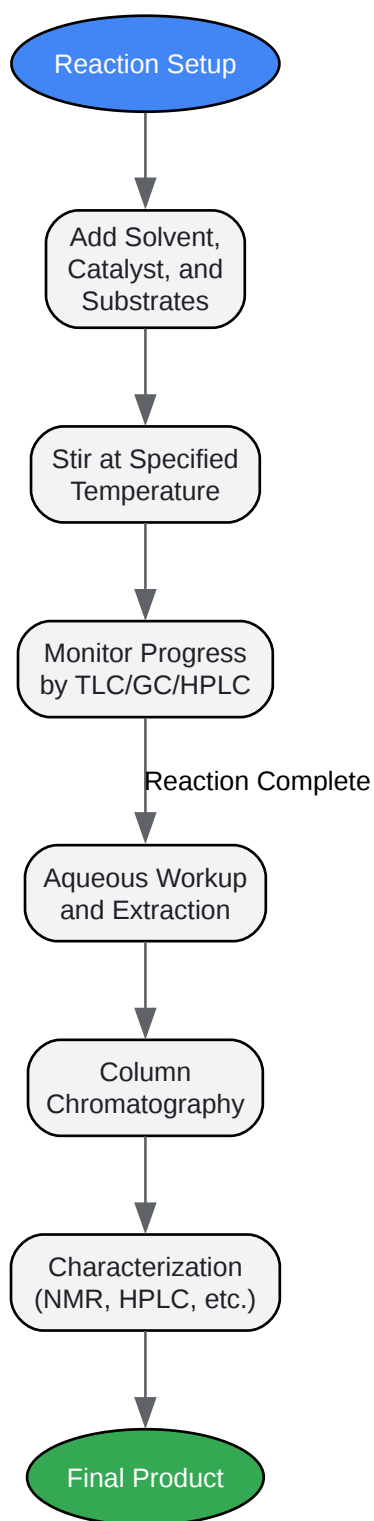 Reaction Setup
Add Solvent,
Catalyst, and
Substrates
Stir at Specified
Temperature
Monitor Progress
by TLC/GC/HPLC
Reaction Complete
Aqueous Workup
and Extraction
Column
Chromatography
Characterization
(NMR, HPLC, etc.)
Final Product